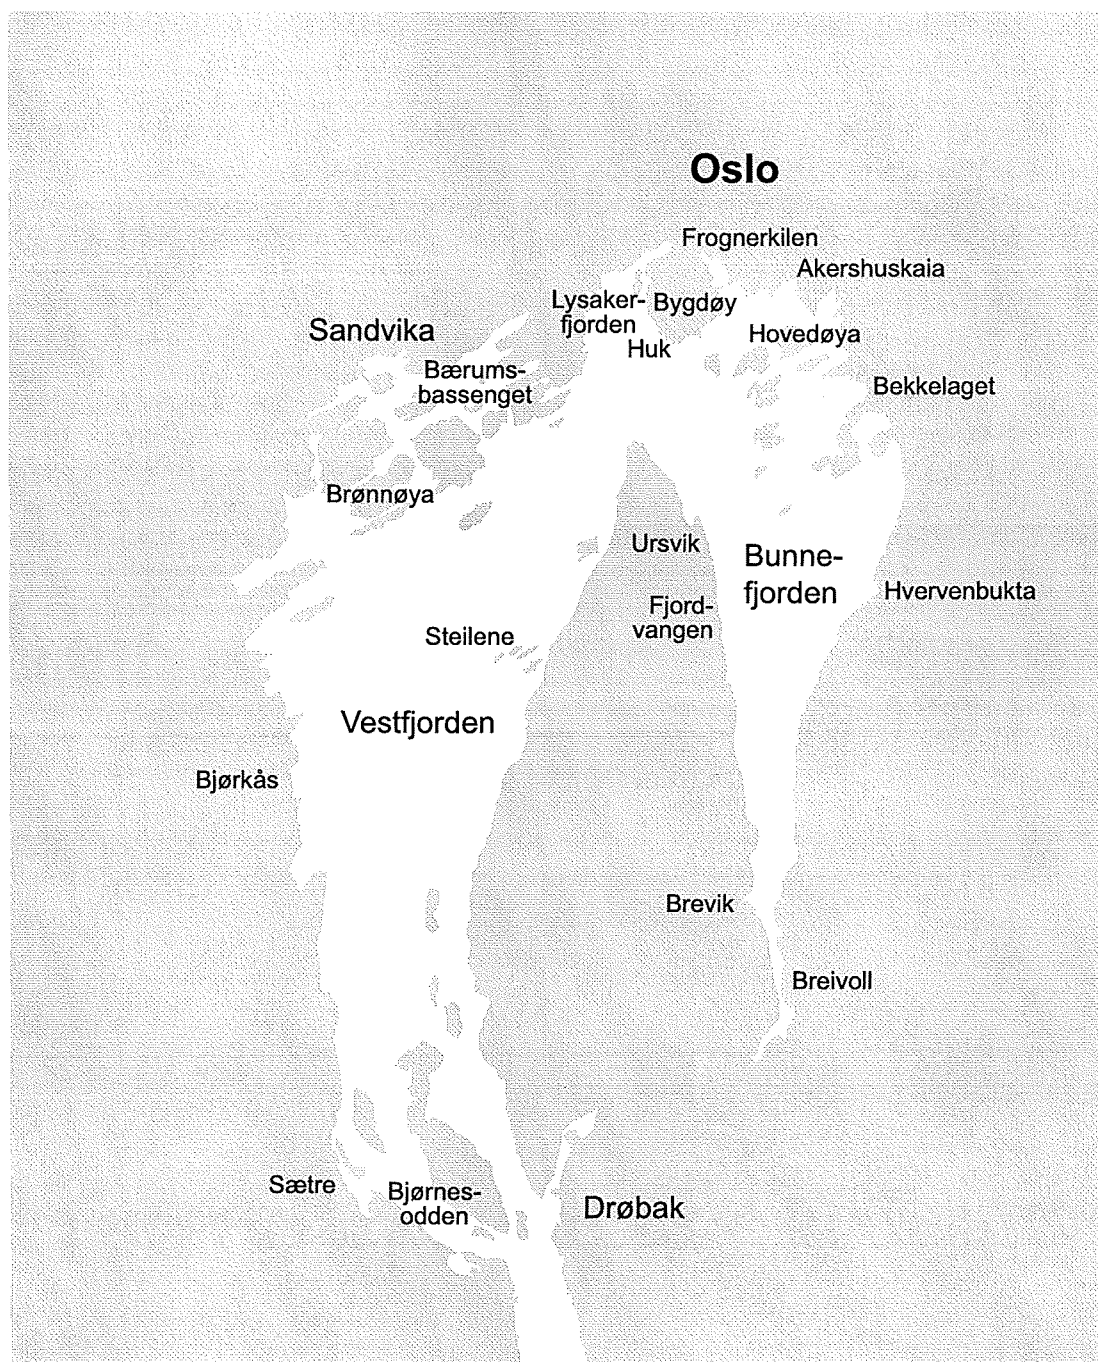 Oslo
Frognerkilen
Akershuskaia
Lysaker-
fjorden
Bygdøy
Hovedøya
Sandvika
Huk
Bærums-
bassenget
Bekkelaget
Brønnøya
Ursvik
Bunne-
fjorden
Hvervenbukta
Fjord-
vangen
Steilene
Vestfjorden
Bjørkås
Brevik
Breivoll
Sætre
Bjørnes-
odden
Drøbak